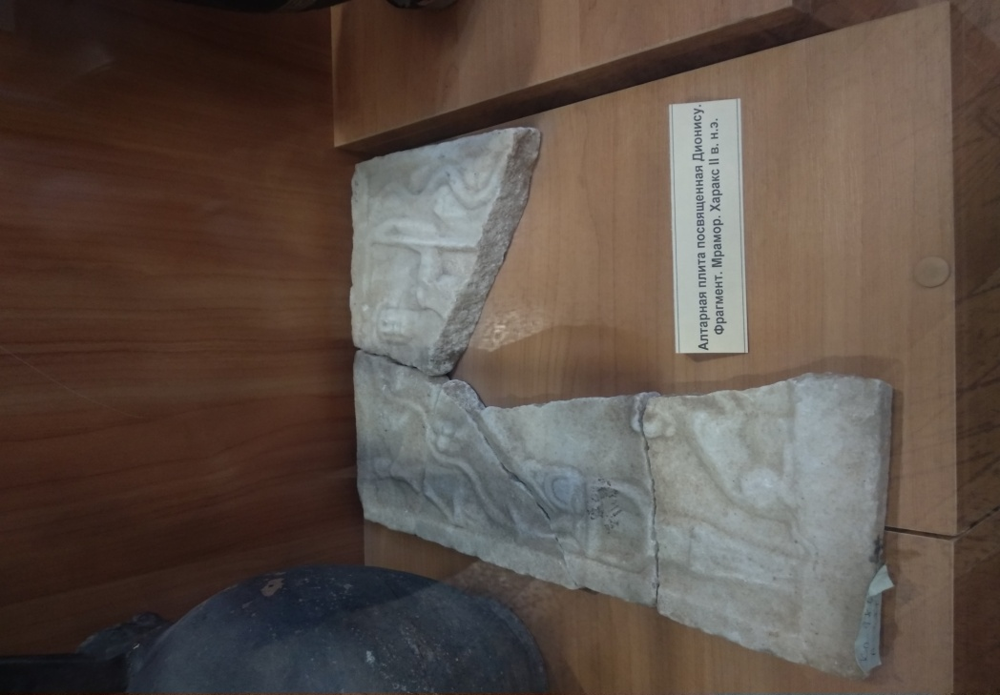 Алтарная плита посвященная Дионису.
Фрагмент. Мрамор. Харакс II в. н.э.